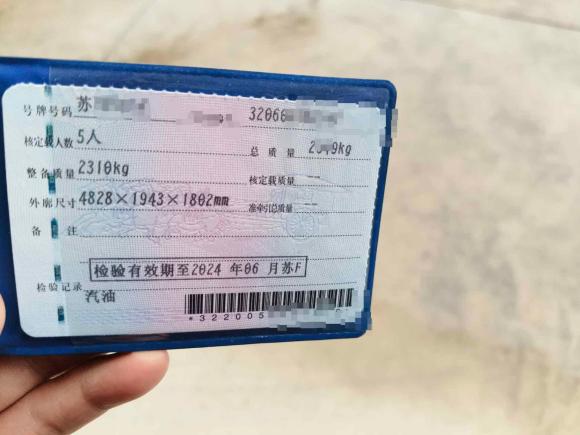 号牌号码 苏 32060
核定载人数 5人 总质量 kg
整备质量 2310kg 核定载质量 --
外廓尺寸 4828×1943×1802mm 准牵引总质量 --
备注
检验有效期至2024 年06 月苏F
检验记录
汽油
*322005